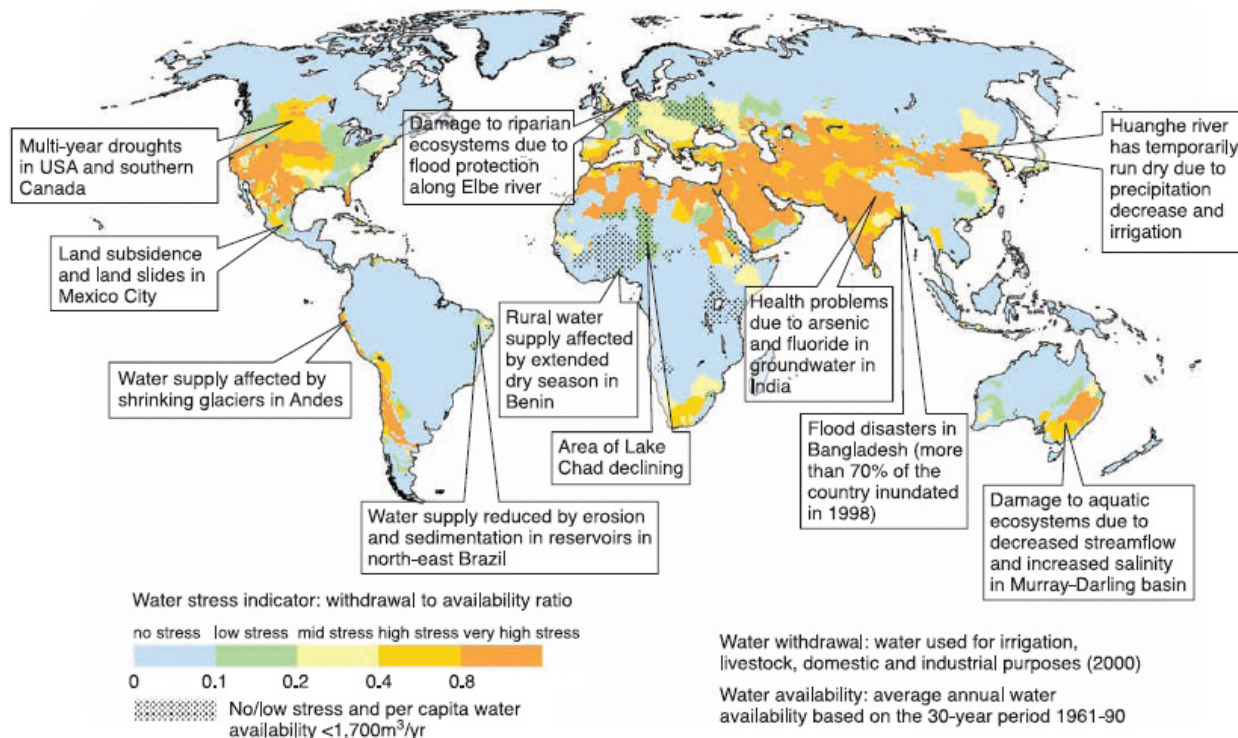 Multi-year droughts
in USA and southern
Canada
Damage to riparian
ecosystems due to
flood protection
along Elbe river
Huanghe river
has temporarily
run dry due to
precipitation
decrease and
irrigation
Land subsidence
and land slides in
Mexico City
Rural water
supply affected
by extended
dry season in
Benin
Health problems
due to arsenic
and fluoride in
groundwater in
India
Water supply affected by
shrinking glaciers in Andes
Area of Lake
Chad declining
Flood disasters in
Bangladesh (more
than 70% of the
country inundated
in 1998)
Water supply reduced by erosion
and sedimentation in reservoirs in
north-east Brazil
Damage to aquatic
ecosystems due to
decreased streamflow
and increased salinity
in Murray–Darling basin
Water stress indicator: withdrawal to availability ratio
no stress low stress mid stress high stress very high stress
0 0.1 0.2 0.4 0.8
No/low stress and per capita water
availability <1,700m³/yr
Water withdrawal: water used for irrigation,
livestock, domestic and industrial purposes (2000)
Water availability: average annual water
availability based on the 30-year period 1961-90